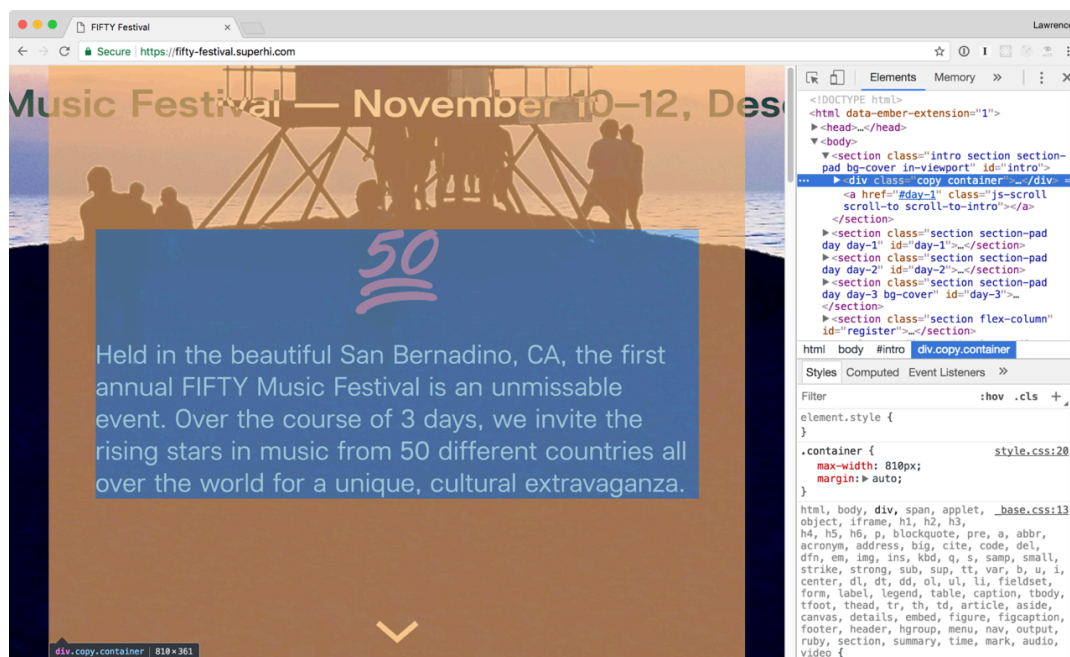 FIFTY Festival
Lawrence
Secure https://fifty-festival.superhi.com
Music Festival — November 10–12, Dese
50
Held in the beautiful San Bernadino, CA, the first
annual FIFTY Music Festival is an unmissable
event. Over the course of 3 days, we invite the
rising stars in music from 50 different countries all
over the world for a unique, cultural extravaganza.
div.copy.container | 810×361
Elements Memory »
<!DOCTYPE html>
<html data-ember-extension="1">
▶<head>…</head>
▼<body>
▼<section class="intro section section-
pad bg-cover in-viewport" id="intro">
▶<div class="copy container">…</div> =
<a href="#day-1" class="js-scroll
scroll-to scroll-to-intro"></a>
</section>
▶<section class="section section-pad
day day-1" id="day-1">…</section>
▶<section class="section section-pad
day day-2" id="day-2">…</section>
▶<section class="section section-pad
day day-3 bg-cover" id="day-3">…
</section>
▶<section class="section flex-column"
id="register">…</section>
html body #intro div.copy.container
Styles Computed Event Listeners »
Filter :hov .cls +
element.style {
}
.container { style.css:20
max-width: 810px;
margin:▶ auto;
}
html, body, div, span, applet, _base.css:13
object, iframe, h1, h2, h3,
h4, h5, h6, p, blockquote, pre, a, abbr,
acronym, address, big, cite, code, del,
dfn, em, img, ins, kbd, q, s, samp, small,
strike, strong, sub, sup, tt, var, b, u, i,
center, dl, dt, dd, ol, ul, li, fieldset,
form, label, legend, table, caption, tbody,
tfoot, thead, tr, th, td, article, aside,
canvas, details, embed, figure, figcaption,
footer, header, hgroup, menu, nav, output,
ruby, section, summary, time, mark, audio,
video {